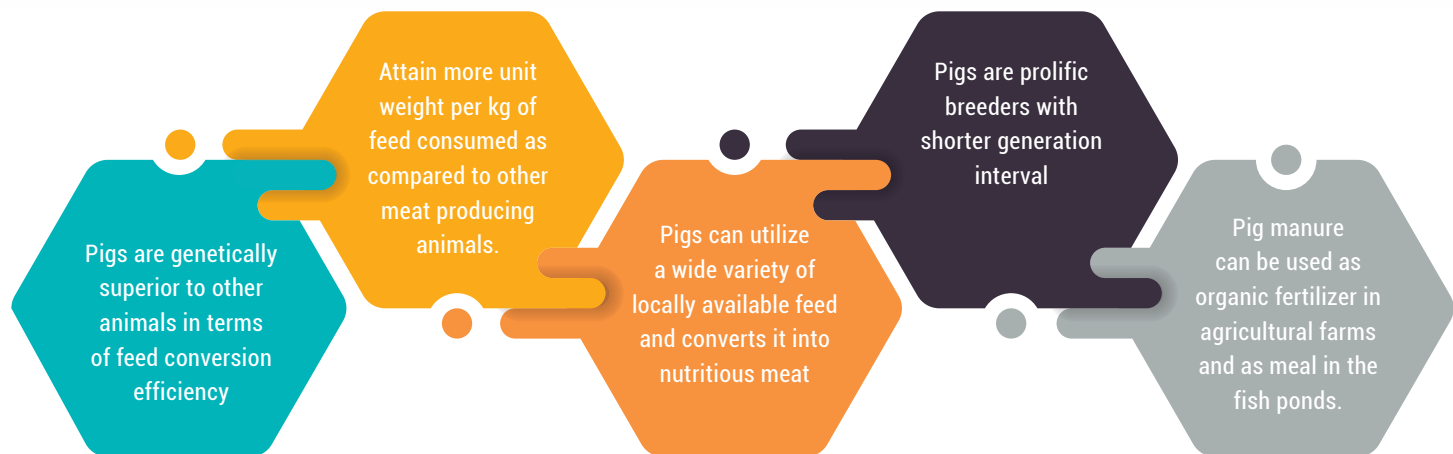 Pigs are genetically
superior to other
animals in terms
of feed conversion
efficiency
Attain more unit
weight per kg of
feed consumed as
compared to other
meat producing
animals.
Pigs can utilize
a wide variety of
locally available feed
and converts it into
nutritious meat
Pigs are prolific
breeders with
shorter generation
interval
Pig manure
can be used as
organic fertilizer in
agricultural farms
and as meal in the
fish ponds.